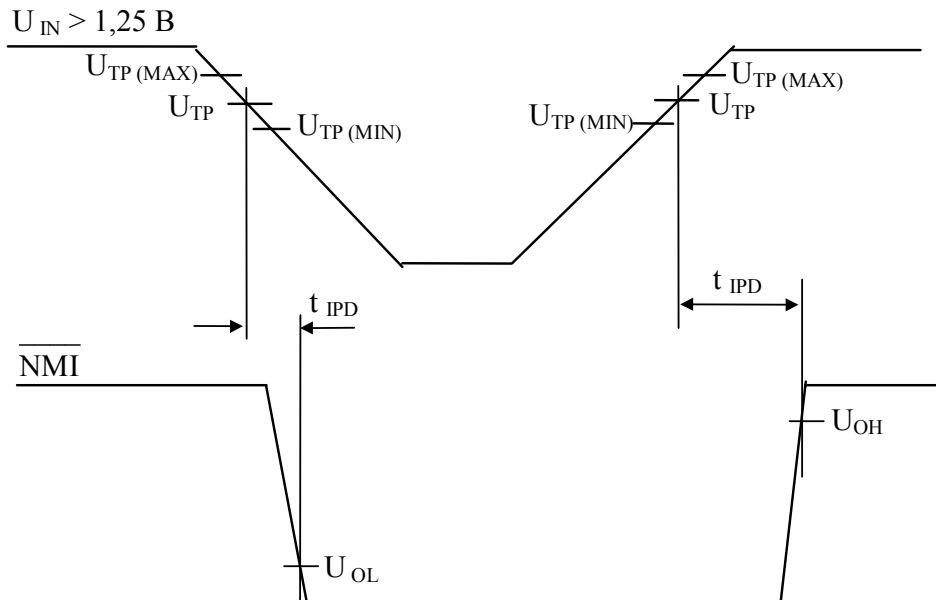 U IN > 1,25 В
U TP (MAX)
U TP
U TP (MIN)
U TP (MAX)
U TP
U TP (MIN)
t IPD
t IPD
NMI
U OH
U OL